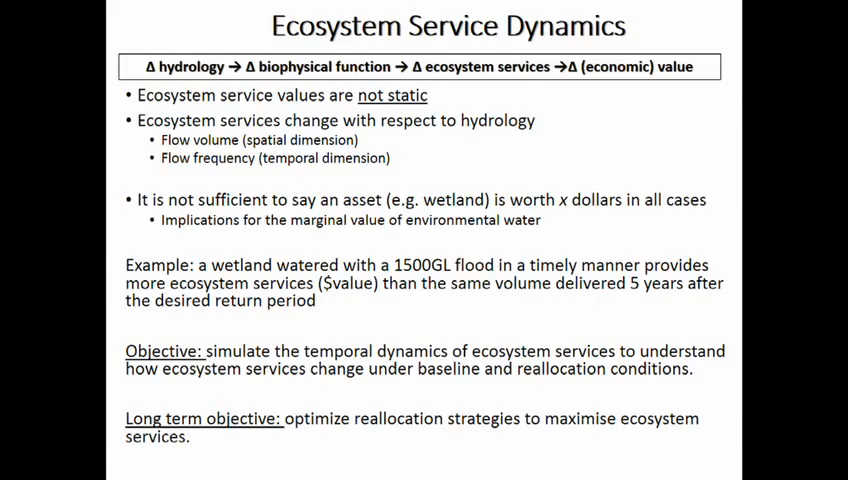 Ecosystem Service Dynamics
Δ hydrology → Δ biophysical function → Δ ecosystem services →Δ (economic) value
• Ecosystem service values are not static
• Ecosystem services change with respect to hydrology
• Flow volume (spatial dimension)
• Flow frequency (temporal dimension)
• It is not sufficient to say an asset (e.g. wetland) is worth x dollars in all cases
• Implications for the marginal value of environmental water
Example: a wetland watered with a 1500GL flood in a timely manner provides
more ecosystem services ($value) than the same volume delivered 5 years after
the desired return period
Objective: simulate the temporal dynamics of ecosystem services to understand
how ecosystem services change under baseline and reallocation conditions.
Long term objective: optimize reallocation strategies to maximise ecosystem
services.